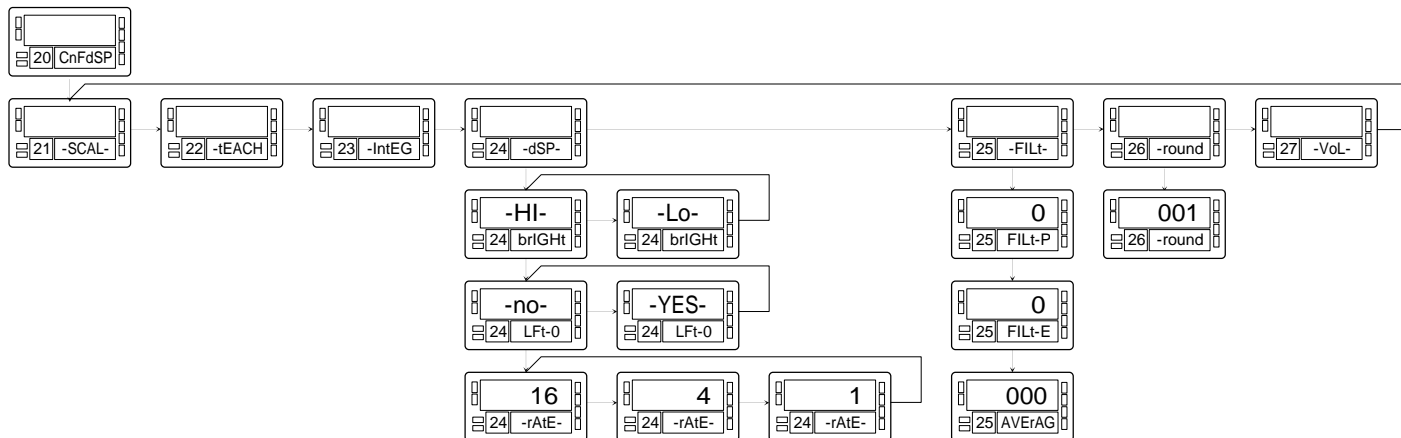 20 CnFdSP
21 -SCAL-
22 -tEACH
23 -IntEG
24 -dSP-
25 -FILt-
26 -round
27 -VoL-
-HI-
24 brIGHt
-Lo-
24 brIGHt
0
25 FILt-P
001
26 -round
-no-
24 LFt-0
-YES-
24 LFt-0
0
25 FILt-E
16
24 -rAtE-
4
24 -rAtE-
1
24 -rAtE-
000
25 AVErAG